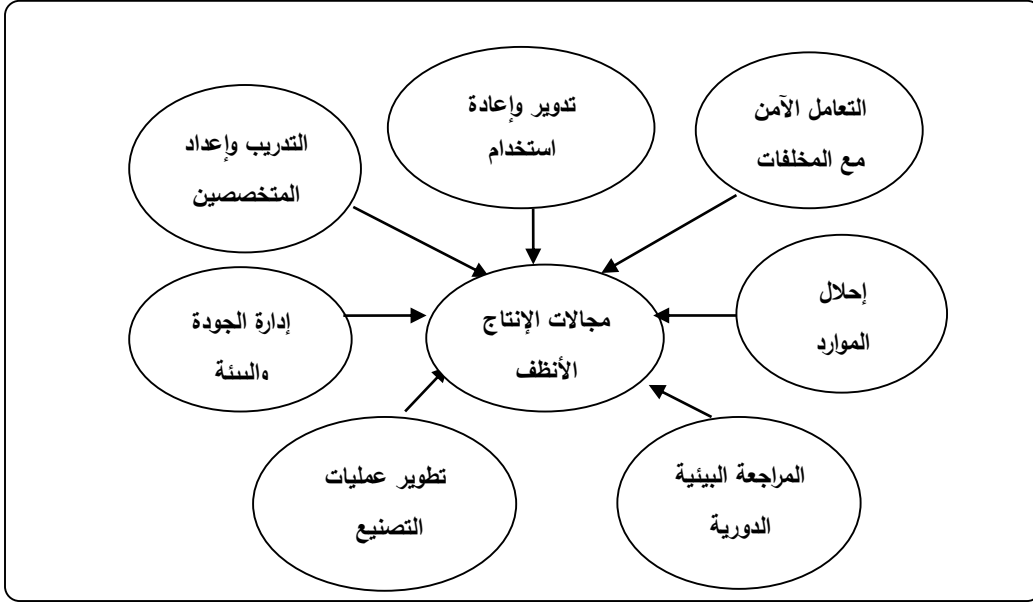 التعامل الآمن
مع المخلفات
تدوير وإعادة
استخدام
التدريب وإعداد
المتخصصين
إحلال
الموارد
مجالات الإنتاج
الأنظف
إدارة الجودة
والبيئة
المراجعة البيئية
الدورية
تطوير عمليات
التصنيع